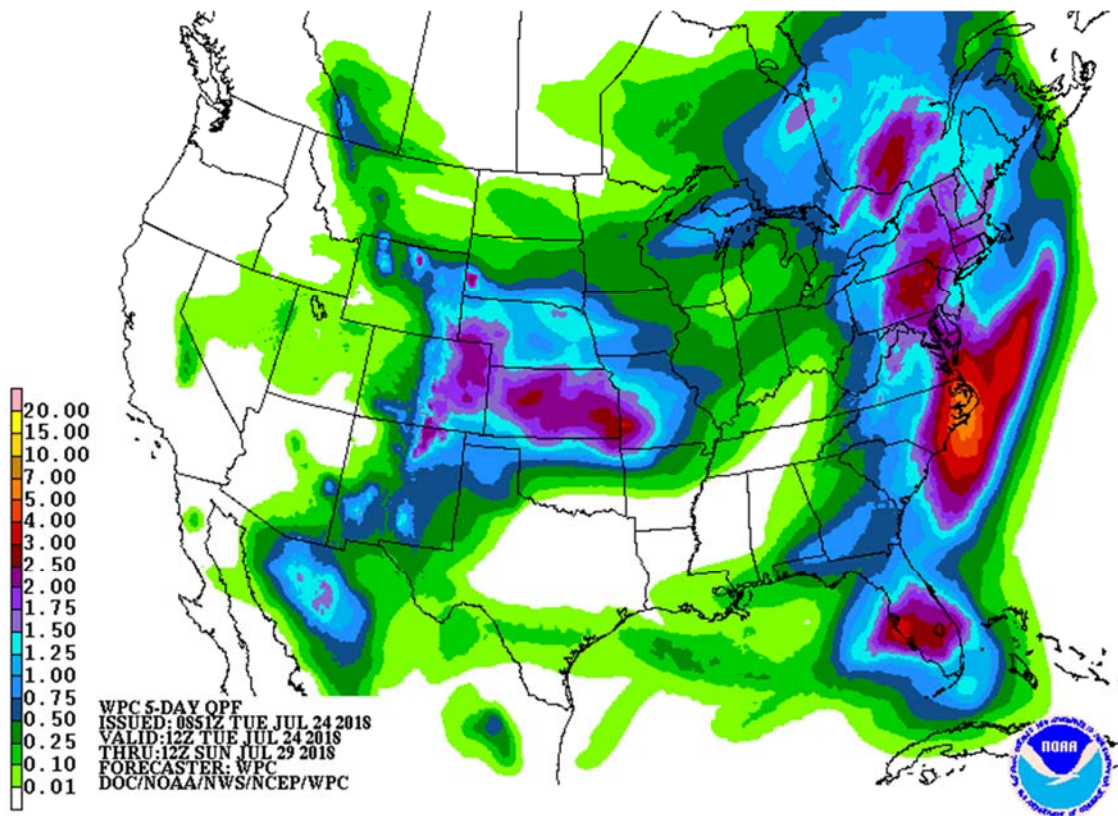 20.00
15.00
10.00
7.00
5.00
4.00
3.00
2.50
2.00
1.75
1.50
1.25
1.00
0.75
0.50
0.25
0.10
0.01
WPC 5-DAY QPF
ISSUED: 0851Z TUE JUL 24 2018
VALID:12Z TUE JUL 24 2018
THRU:12Z SUN JUL 29 2018
FORECASTER: WPC
DOC/NOAA/NWS/NCEP/WPC
NOAA